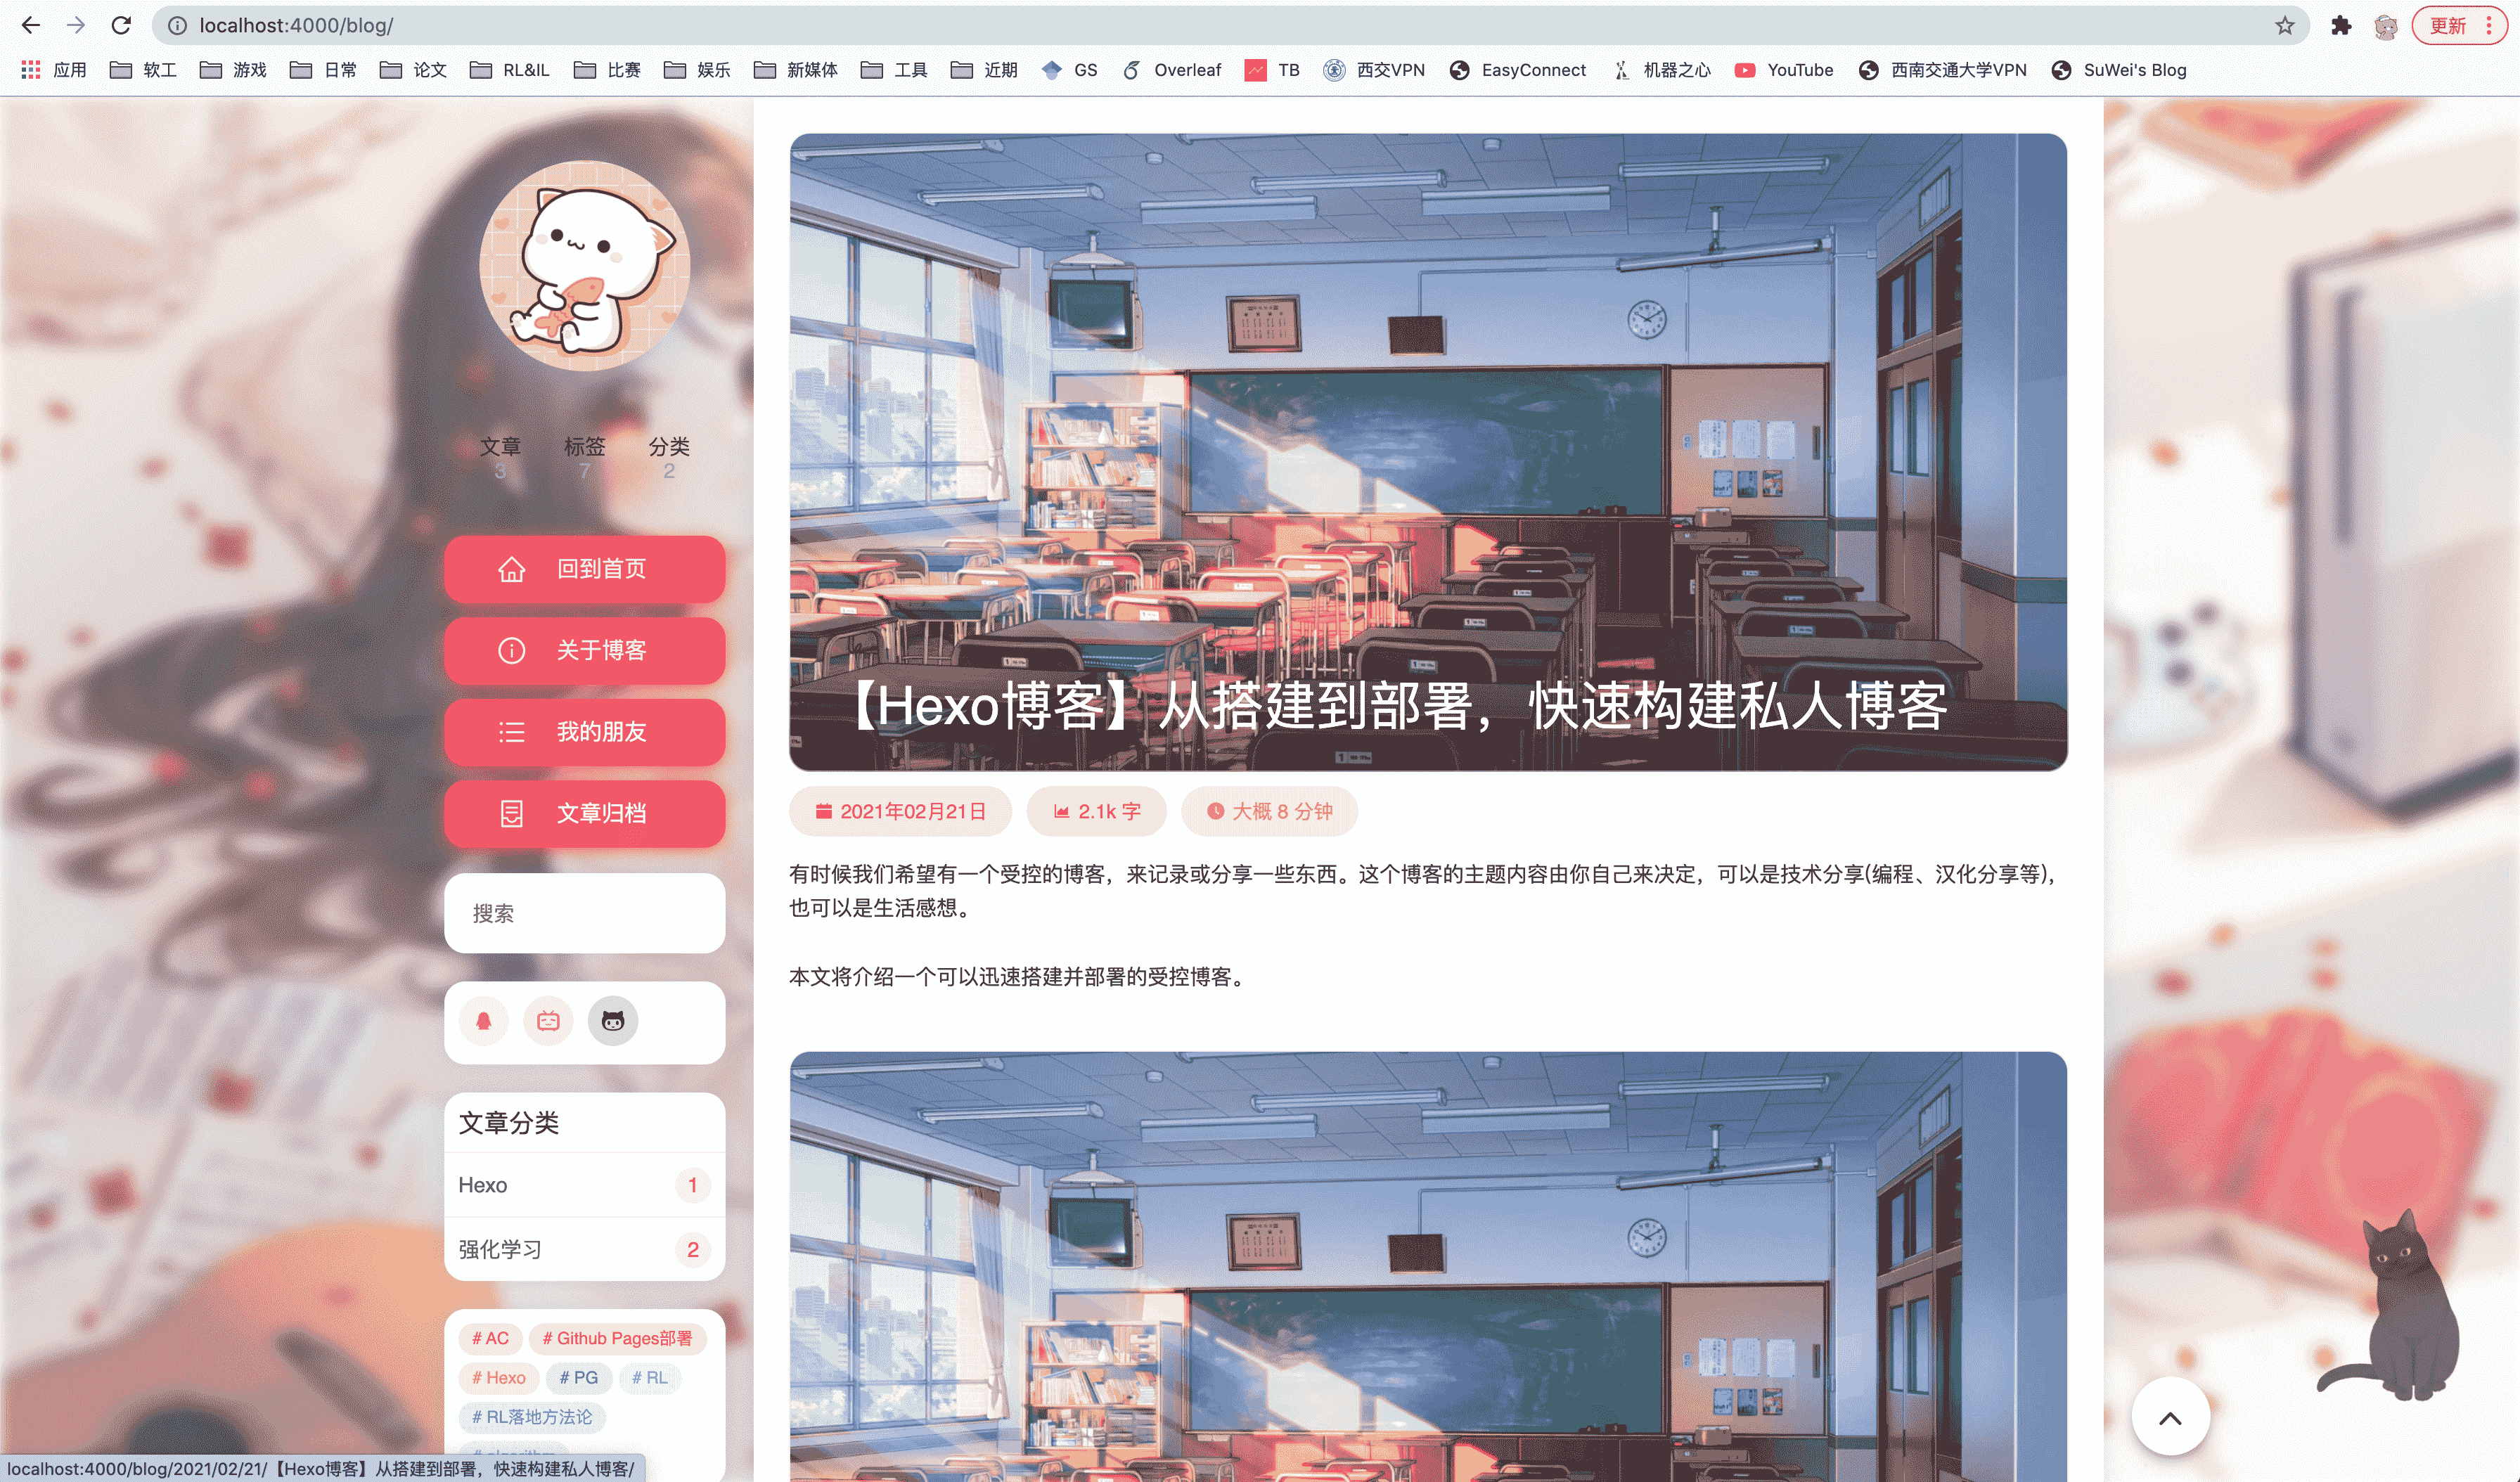 localhost:4000/blog/
更新
应用 软工 游戏 日常 论文 RL&IL 比赛 娱乐 新媒体 工具 近期 GS Overleaf TB 西交VPN EasyConnect 机器之心 YouTube 西南交通大学VPN SuWei's Blog
文章 标签 分类
3 7 2
回到首页
关于博客
我的朋友
文章归档
搜索
文章分类
Hexo 1
强化学习 2
# AC # Github Pages部署
# Hexo # PG # RL
# RL落地方法论
# algorithm
【Hexo博客】从搭建到部署，快速构建私人博客
2021年02月21日 2.1k 字 大概 8 分钟
有时候我们希望有一个受控的博客，来记录或分享一些东西。这个博客的主题内容由你自己来决定，可以是技术分享(编程、汉化分享等)，
也可以是生活感想。
本文将介绍一个可以迅速搭建并部署的受控博客。
localhost:4000/blog/2021/02/21/【Hexo博客】从搭建到部署，快速构建私人博客/